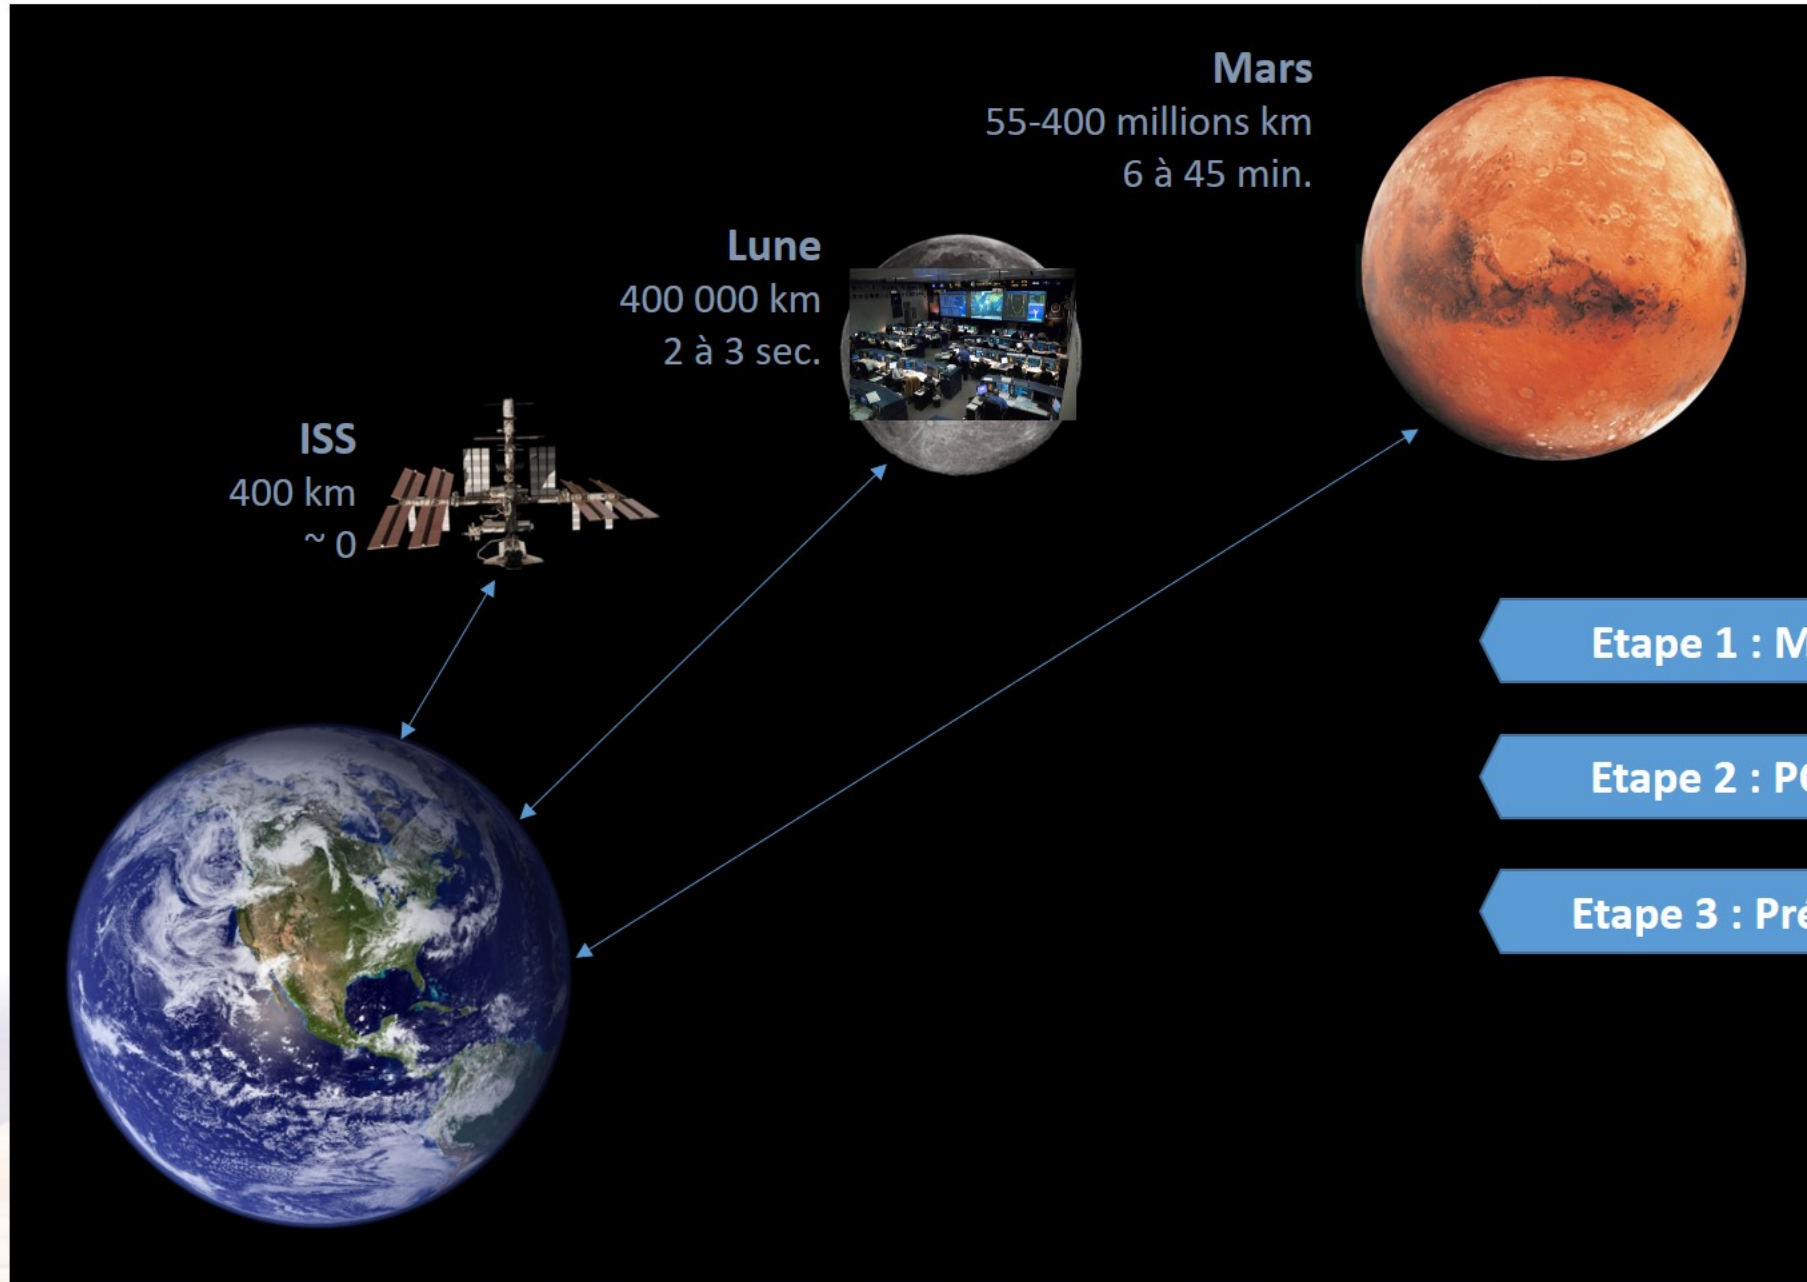 Mars
55-400 millions km
6 à 45 min.
Lune
400 000 km
2 à 3 sec.
ISS
400 km
~ 0
Etape 1 :
Etape 2 :
Etape 3 :